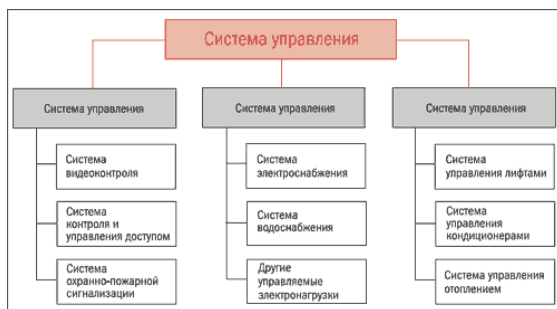 Система управления
Система управления
Система
видеоконтроля
Система
контроля и
управления доступом
Система
охранно-пожарной
сигнализации
Система управления
Система
электроснабжения
Система
водоснабжения
Другие
управляемые
электронагрузки
Система управления
Система
управления лифтами
Система
управления
кондиционерами
Система управления
отоплением